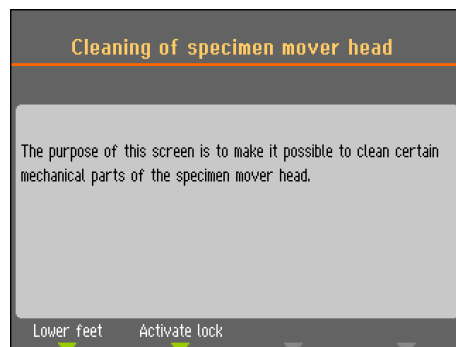 Cleaning of specimen mover head
The purpose of this screen is to make it possible to clean certain
mechanical parts of the specimen mover head.
Lower feet Activate lock